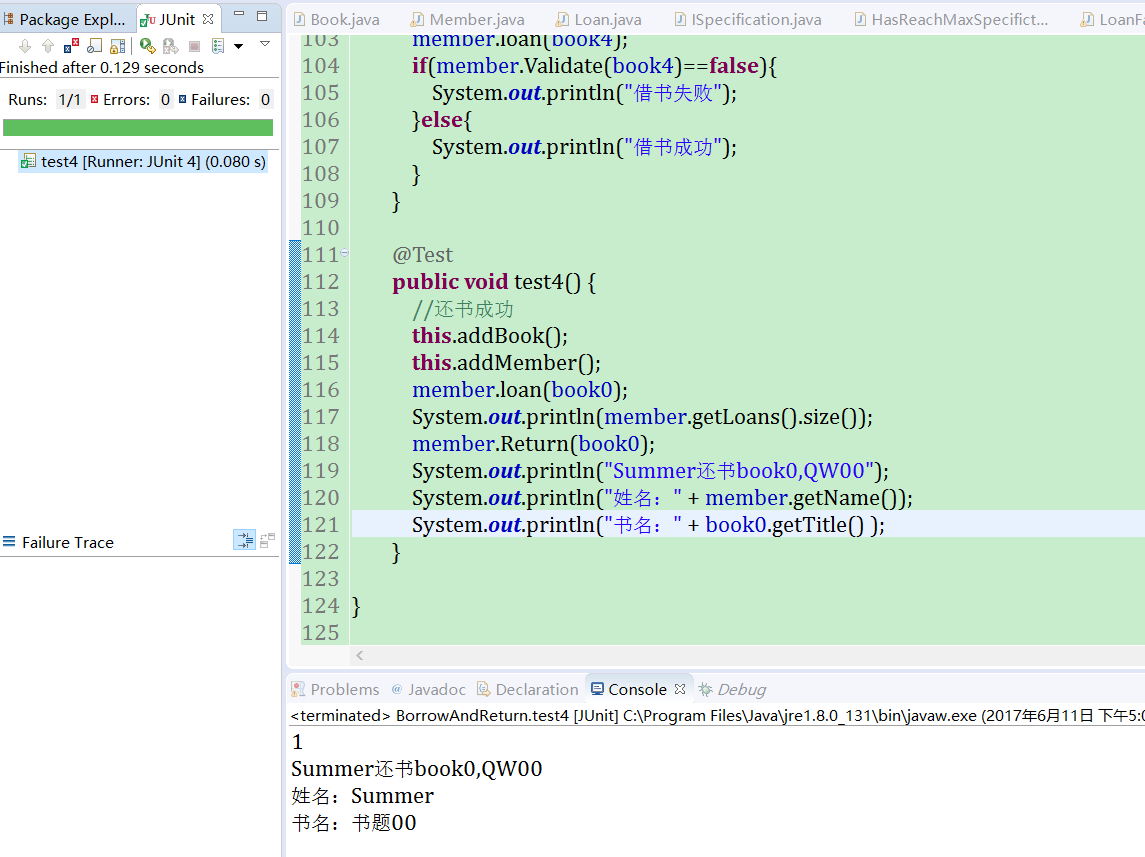 Package Expl...
JUnit
Finished after 0.129 seconds
Runs: 1/1 Errors: 0 Failures: 0
test4 [Runner: JUnit 4] (0.080 s)
Failure Trace
Book.java Member.java Loan.java ISpecification.java HasReachMaxSpecifict... LoanFa
103 member.loan(book4);
104 if(member.Validate(book4)==false){
105 System.out.println("借书失败");
106 }else{
107 System.out.println("借书成功");
108 }
109 }
110
111 @Test
112 public void test4() {
113 //还书成功
114 this.addBook();
115 this.addMember();
116 member.loan(book0);
117 System.out.println(member.getLoans().size());
118 member.Return(book0);
119 System.out.println("Summer还书book0,QW00");
120 System.out.println("姓名：" + member.getName());
121 System.out.println("书名：" + book0.getTitle() );
122 }
123
124 }
125
Problems @ Javadoc Declaration Console Debug
<terminated> BorrowAndReturn.test4 [JUnit] C:\Program Files\Java\jre1.8.0_131\bin\javaw.exe (2017年6月11日 下午5:0
1
Summer还书book0,QW00
姓名：Summer
书名：书题00